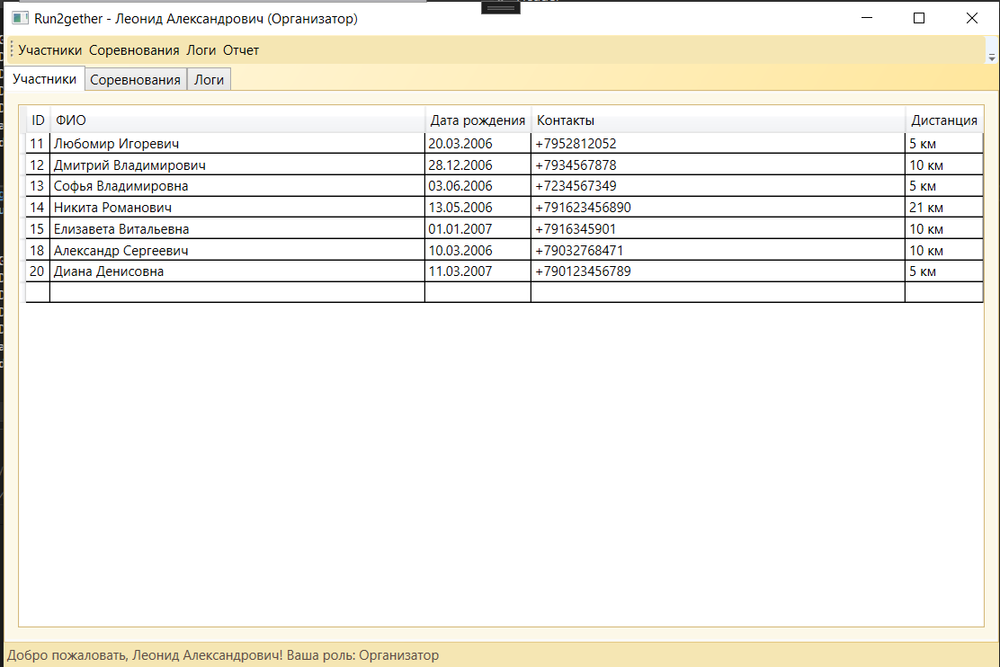 Run2gether - Леонид Александрович (Организатор)
Участники Соревнования Логи Отчет
Участники Соревнования Логи
ID ФИО Дата рождения Контакты Дистанция
11 Любомир Игоревич 20.03.2006 +7952812052 5 км
12 Дмитрий Владимирович 28.12.2006 +7934567878 10 км
13 Софья Владимировна 03.06.2006 +7234567349 5 км
14 Никита Романович 13.05.2006 +791623456890 21 км
15 Елизавета Витальевна 01.01.2007 +7916345901 10 км
18 Александр Сергеевич 10.03.2006 +79032768471 10 км
20 Диана Денисовна 11.03.2007 +790123456789 5 км
Добро пожаловать, Леонид Александрович! Ваша роль: Организатор